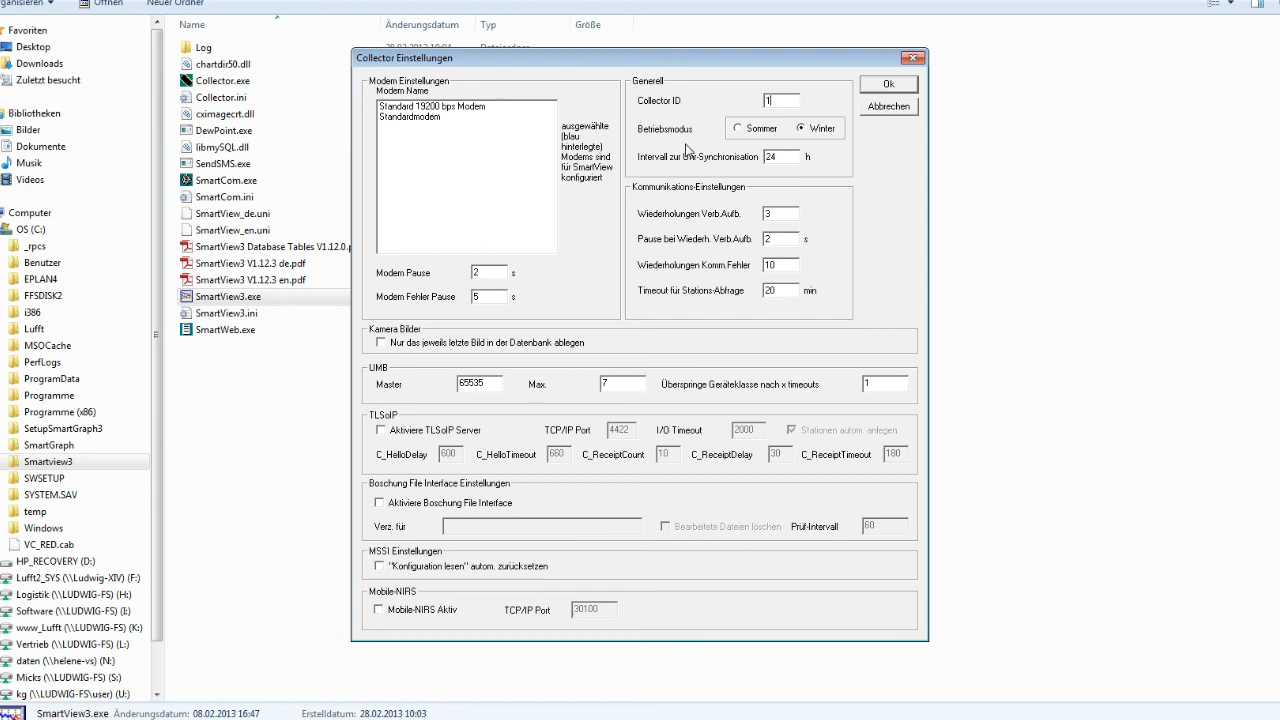 rganisieren
Öffnen
Neuer Ordner
Name
Änderungsdatum
Typ
Größe
Favoriten
Desktop
Downloads
Zuletzt besucht
Bibliotheken
Bilder
Dokumente
Musik
Videos
Computer
OS (C:)
_rpcs
Benutzer
EPLAN4
FFSDISK2
i386
Lufft
MSOCache
PerfLogs
ProgramData
Programme
Programme (x86)
SetupSmartGraph3
SmartGraph
Smartview3
SWSETUP
SYSTEM.SAV
temp
Windows
VC_RED.cab
HP_RECOVERY (D:)
Lufft2_SYS (\\Ludwig-XIV) (F:)
Logistik (\\LUDWIG-FS) (H:)
Software (\\LUDWIG-FS) (I:)
www_Lufft (\\LUDWIG-FS) (K:)
Vertrieb (\\LUDWIG-FS) (L:)
daten (\\helene-vs) (N:)
Micks (\\LUDWIG-FS) (S:)
kg (\\LUDWIG-FS\user) (U:)
Log
chartdir50.dll
Collector.exe
Collector.ini
cximagecrt.dll
DewPoint.exe
libmySQL.dll
SendSMS.exe
SmartCom.exe
SmartCom.ini
SmartView_de.uni
SmartView_en.uni
SmartView3 Database Tables V1.12.0.p
SmartView3 V1.12.3 de.pdf
SmartView3 V1.12.3 en.pdf
SmartView3.exe
SmartView3.ini
SmartWeb.exe
Collector Einstellungen
Modem Einstellungen
Modem Name
Standard 19200 bps Modem
Standardmodem
ausgewählte
(blau
hinterlegte)
Modems sind
für SmartView
konfiguriert
Modem Pause 2 s
Modem Fehler Pause 5 s
Generell
Collector ID 1
Betriebsmodus Sommer Winter
Intervall zur Uhr-Synchronisation 24 h
Ok
Abbrechen
Kommunikations-Einstellungen
Wiederholungen Verb.Aufb. 3
Pause bei Wiederh. Verb.Aufb. 2 s
Wiederholungen Komm.Fehler 10
Timeout für Stations-Abfrage 20 min
Kamera Bilder
Nur das jeweils letzte Bild in der Datenbank ablegen
UMB
Master 65535 Max. 7 Überspringe Geräteklasse nach x timeouts 1
TLSoIP
Aktiviere TLSoIP Server TCP/IP Port 4422 I/O Timeout 2000 Stationen autom. anlegen
C_HelloDelay 600 C_HelloTimeout 660 C_ReceiptCount 10 C_ReceiptDelay 30 C_ReceiptTimeout 180
Boschung File Interface Einstellungen
Aktiviere Boschung File Interface
Verz. für Bearbeitete Dateien löschen Prüf-Intervall 60
MSSI Einstellungen
"Konfiguration lesen" autom. zurücksetzen
Mobile-NIRS
Mobile-NIRS Aktiv TCP/IP Port 30100
SmartView3.exe Änderungsdatum: 08.02.2013 16:47 Erstelldatum: 28.02.2013 10:03